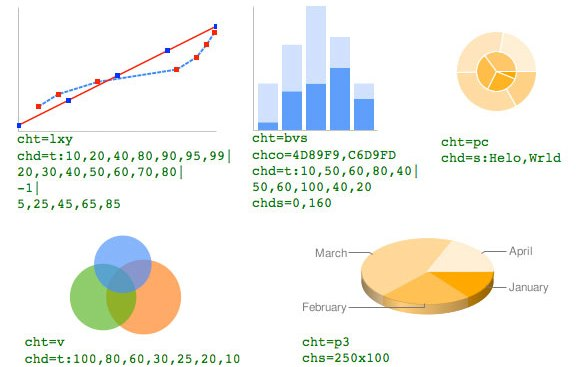 cht=lxy
chd=t:10,20,40,80,90,95,99|
20,30,40,50,60,70,80|
-1|
5,25,45,65,85
cht=bvs
chco=4D89F9,C6D9FD
chd=t:10,50,60,80,40|
50,60,100,40,20
chds=0,160
cht=pc
chd=s:Helo,Wrld
cht=v
chd=t:100,80,60,30,25,20,10
March
April
January
February
cht=p3
chs=250x100